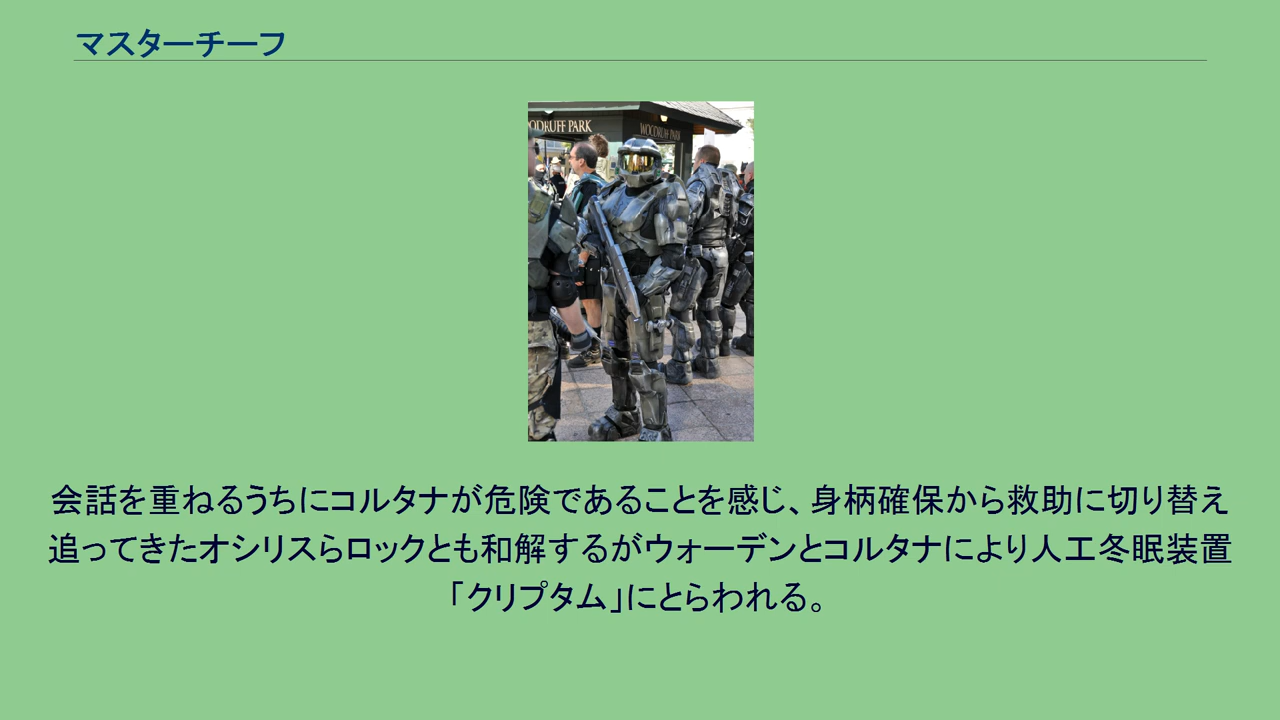 マスターチーフ
ODRUFF PARK
WOODRUFF PARK
会話を重ねるうちにコルタナが危険であることを感じ、身柄確保から救助に切り替え
追ってきたオシリスらロックとも和解するがウォーデンとコルタナにより人工冬眠装置
「クリプタム」にとらわれる。